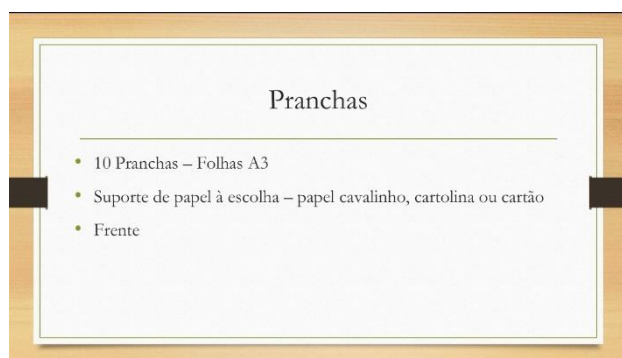 Pranchas
• 10 Pranchas – Folhas A3
• Suporte de papel à escolha – papel cavalinho, cartolina ou cartão
• Frente